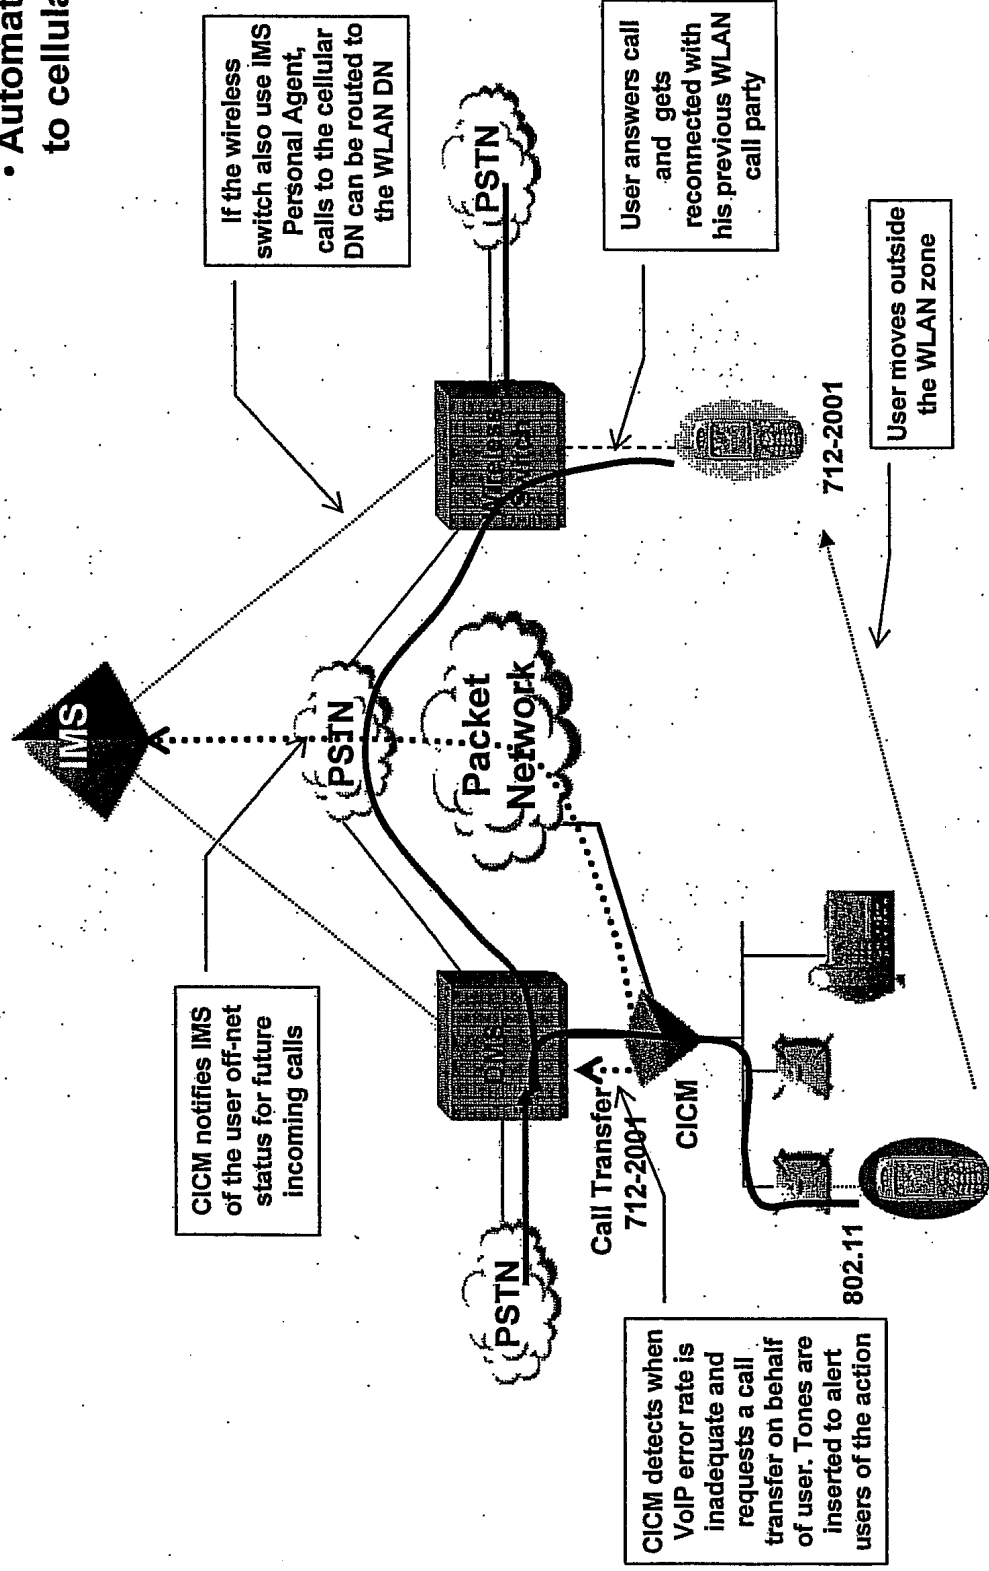 • Automat
to cellula
IMS
If the wireless
switch also use IMS
Personal Agent,
calls to the cellular
DN can be routed to
the WLAN DN
CICM notifies IMS
of the user off-net
status for future
incoming calls
PSTN
PSTN
PSTN
Packet
Network
DMS
Wireless
Switch
User answers call
and gets
reconnected with
his previous WLAN
call party
Call Transfer
712-2001
CICM
712-2001
User moves outside
the WLAN zone
802.11
CICM detects when
VoIP error rate is
inadequate and
requests a call
transfer on behalf
of user. Tones are
inserted to alert
users of the action